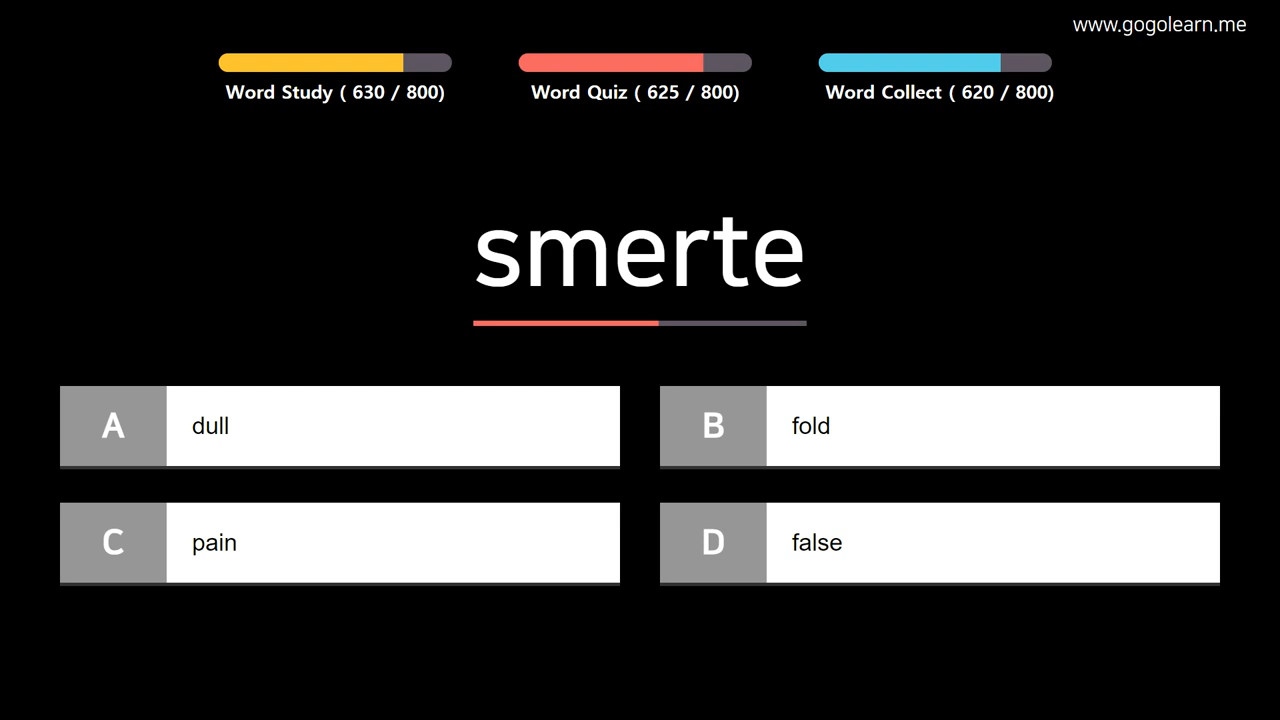 www.gogolearn.me
Word Study ( 630 / 800)
Word Quiz ( 625 / 800)
Word Collect ( 620 / 800)
smerte
A dull
B fold
C pain
D false